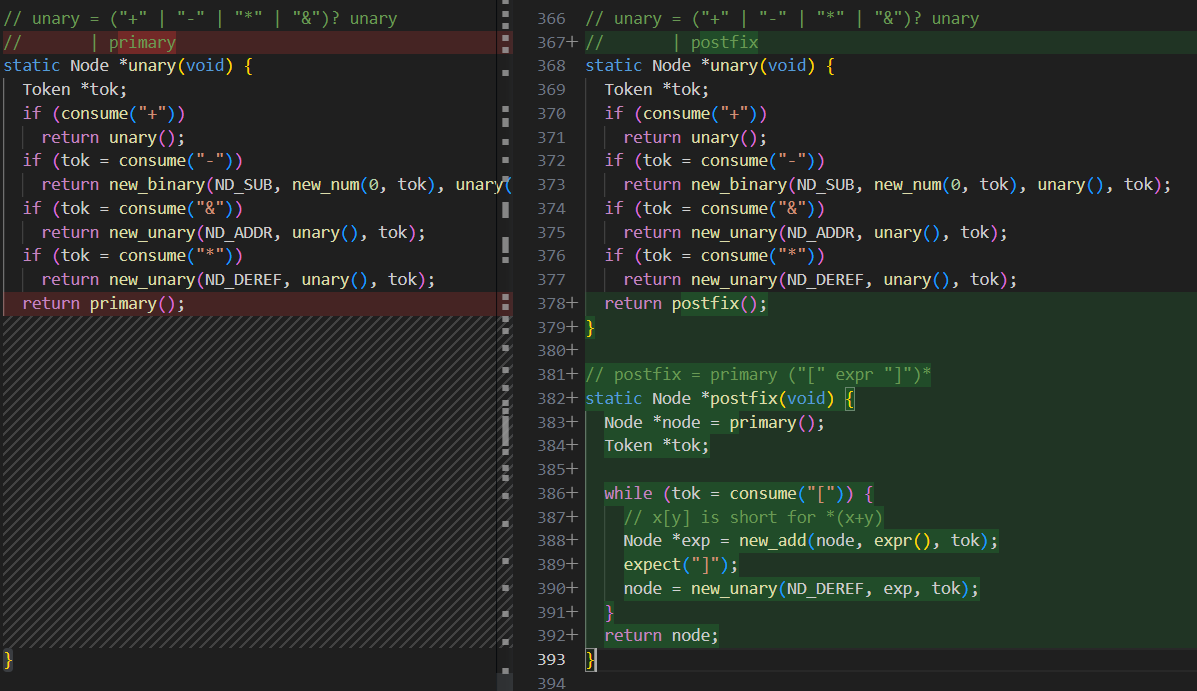 // unary = ("+" | "-" | "*" | "&")? unary
//       | primary
static Node *unary(void) {
  Token *tok;
  if (consume("+"))
    return unary();
  if (tok = consume("-"))
    return new_binary(ND_SUB, new_num(0, tok), unary(
  if (tok = consume("&"))
    return new_unary(ND_ADDR, unary(), tok);
  if (tok = consume("*"))
    return new_unary(ND_DEREF, unary(), tok);
  return primary();
}
366 // unary = ("+" | "-" | "*" | "&")? unary
367+ //       | postfix
368 static Node *unary(void) {
369   Token *tok;
370   if (consume("+"))
371     return unary();
372   if (tok = consume("-"))
373     return new_binary(ND_SUB, new_num(0, tok), unary(), tok);
374   if (tok = consume("&"))
375     return new_unary(ND_ADDR, unary(), tok);
376   if (tok = consume("*"))
377     return new_unary(ND_DEREF, unary(), tok);
378+   return postfix();
379+ }
380+
381+ // postfix = primary ("[" expr "]")*
382+ static Node *postfix(void) {
383+   Node *node = primary();
384+   Token *tok;
385+
386+   while (tok = consume("[")) {
387+     // x[y] is short for *(x+y)
388+     Node *exp = new_add(node, expr(), tok);
389+     expect("]");
390+     node = new_unary(ND_DEREF, exp, tok);
391+   }
392+   return node;
393 }
394